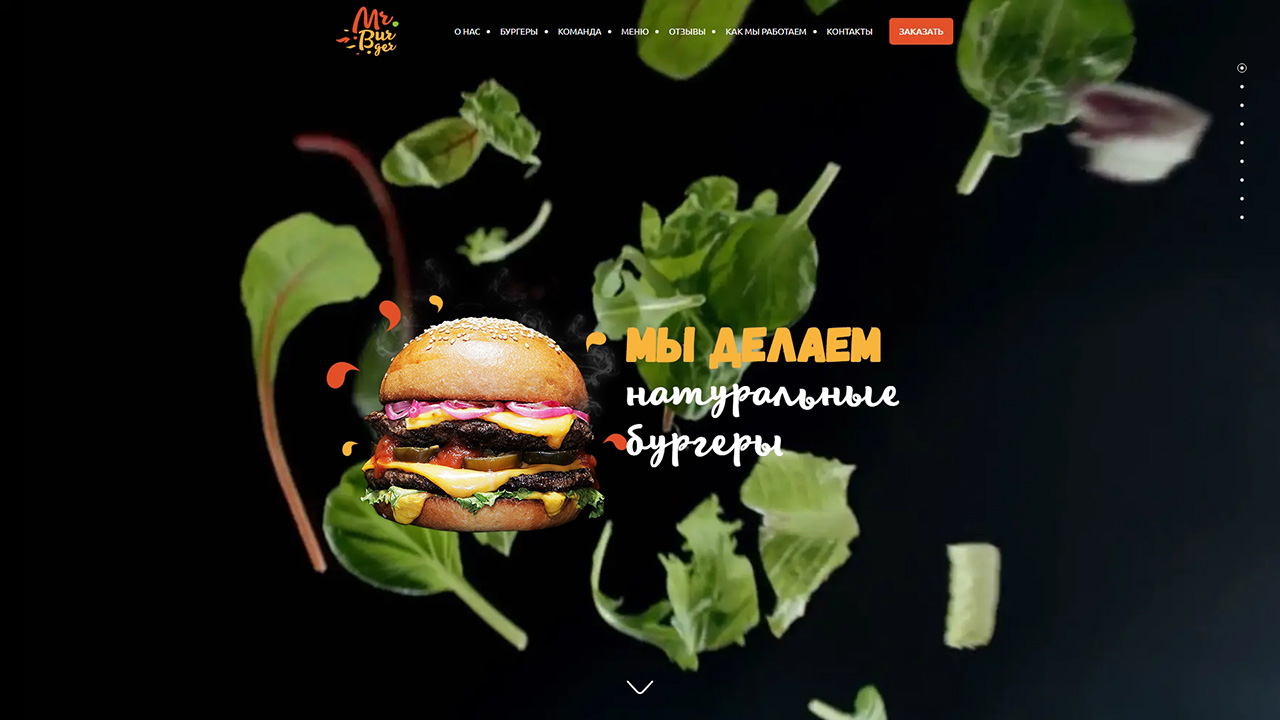 Mr
Bur
ger
О НАС • БУРГЕРЫ • КОМАНДА • МЕНЮ • ОТЗЫВЫ • КАК МЫ РАБОТАЕМ • КОНТАКТЫ ЗАКАЗАТЬ
МЫ ДЕЛАЕМ
натуральные
бургеры